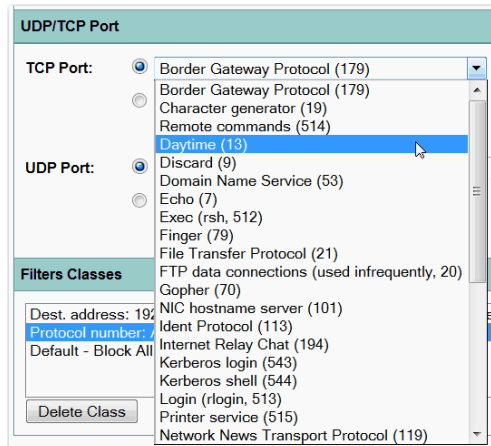 UDP/TCP Port
TCP Port:
Border Gateway Protocol (179)
Border Gateway Protocol (179)
Character generator (19)
Remote commands (514)
Daytime (13)
UDP Port:
Discard (9)
Domain Name Service (53)
Echo (7)
Exec (rsh, 512)
Finger (79)
File Transfer Protocol (21)
Filters Classes
FTP data connections (used infrequently, 20)
Gopher (70)
Dest. address: 192
NIC hostname server (101)
Protocol number:
Ident Protocol (113)
Default - Block All
Internet Relay Chat (194)
Kerberos login (543)
Kerberos shell (544)
Login (rlogin, 513)
Delete Class
Printer service (515)
Network News Transport Protocol (119)